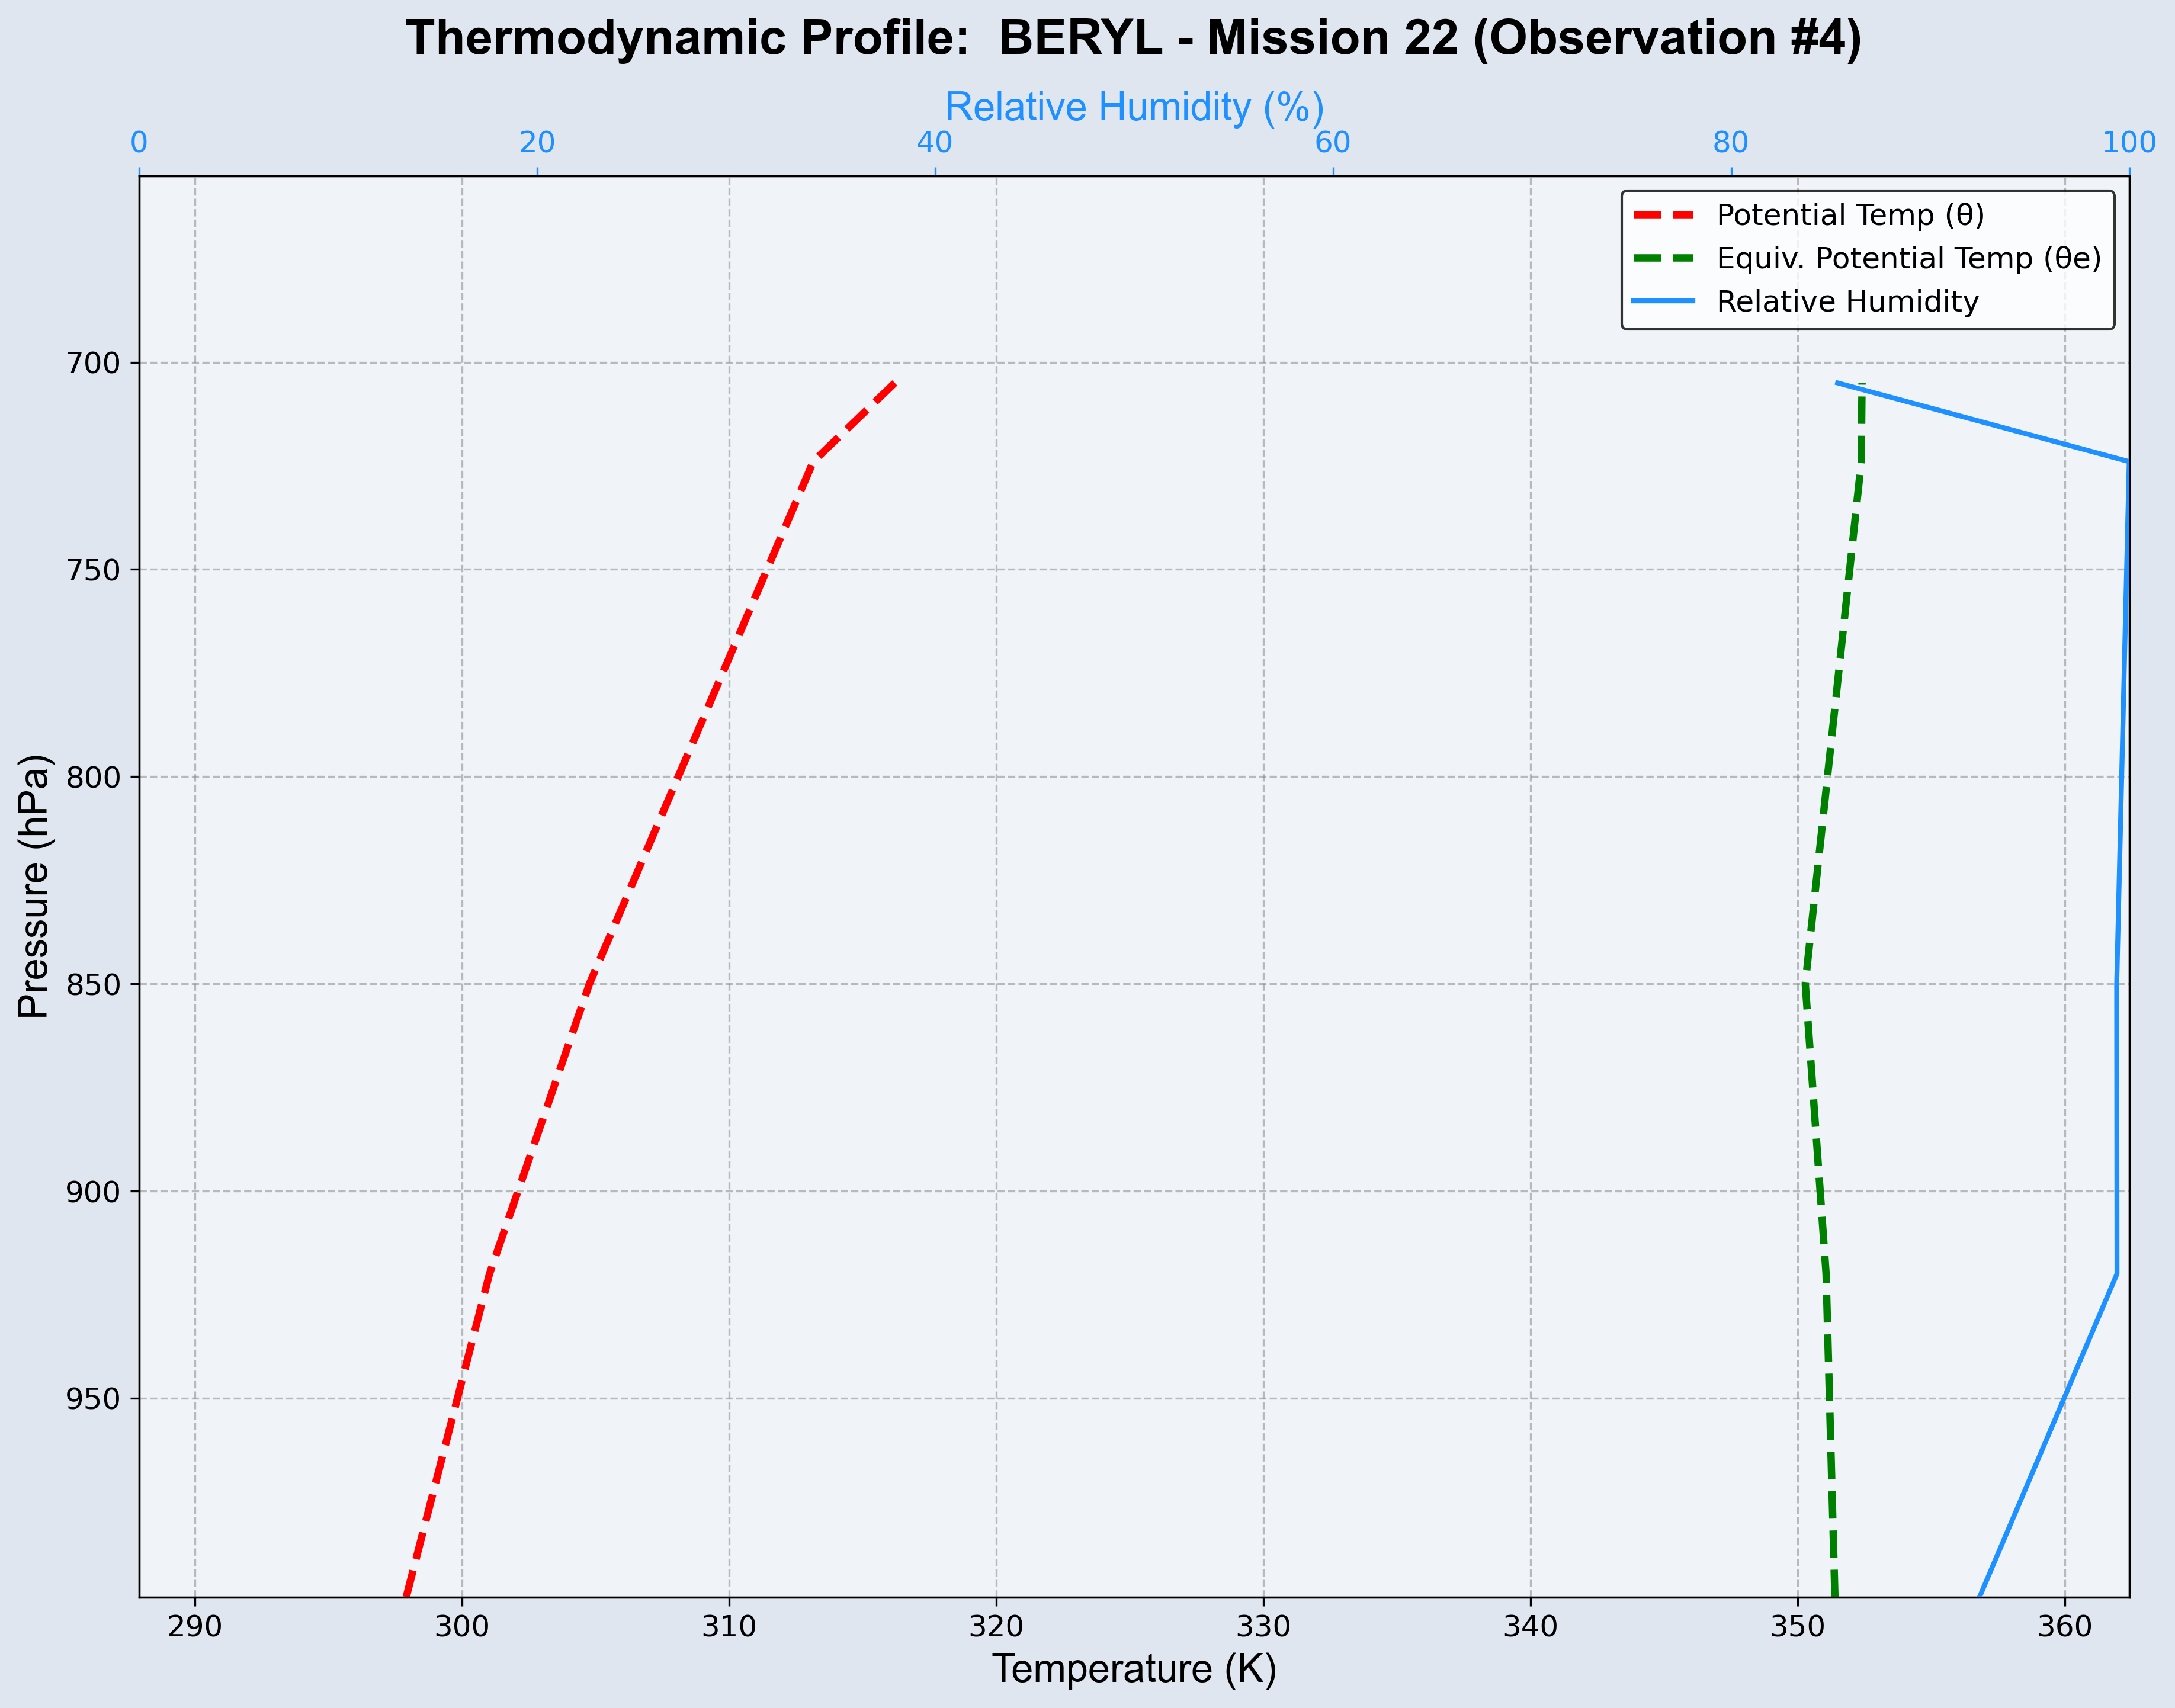 Thermodynamic Profile:  BERYL - Mission 22 (Observation #4)
Relative Humidity (%)
0 20 40 60 80 100
Potential Temp (θ)
Equiv. Potential Temp (θe)
Relative Humidity
700
750
800
850
900
950
Pressure (hPa)
290 300 310 320 330 340 350 360
Temperature (K)